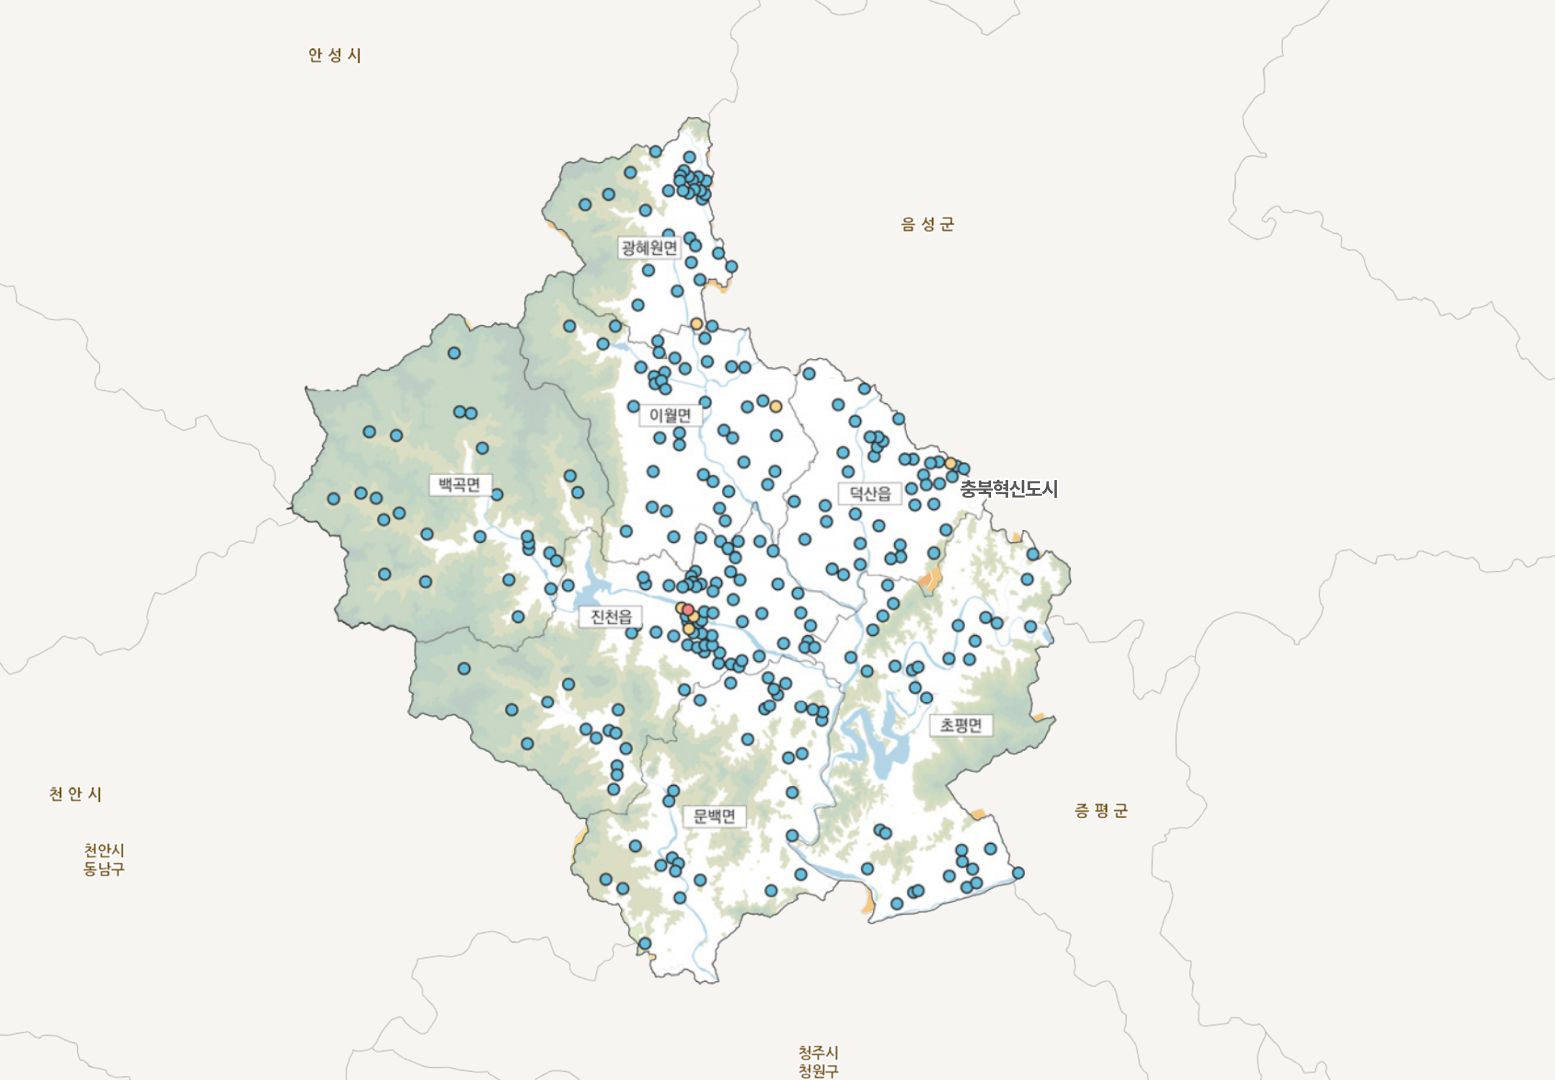 안성시
음성군
광혜원면
이월면
백곡면
덕산읍
충북혁신도시
진천읍
초평면
천안시
증평군
문백면
천안시
동남구
청주시
청원구